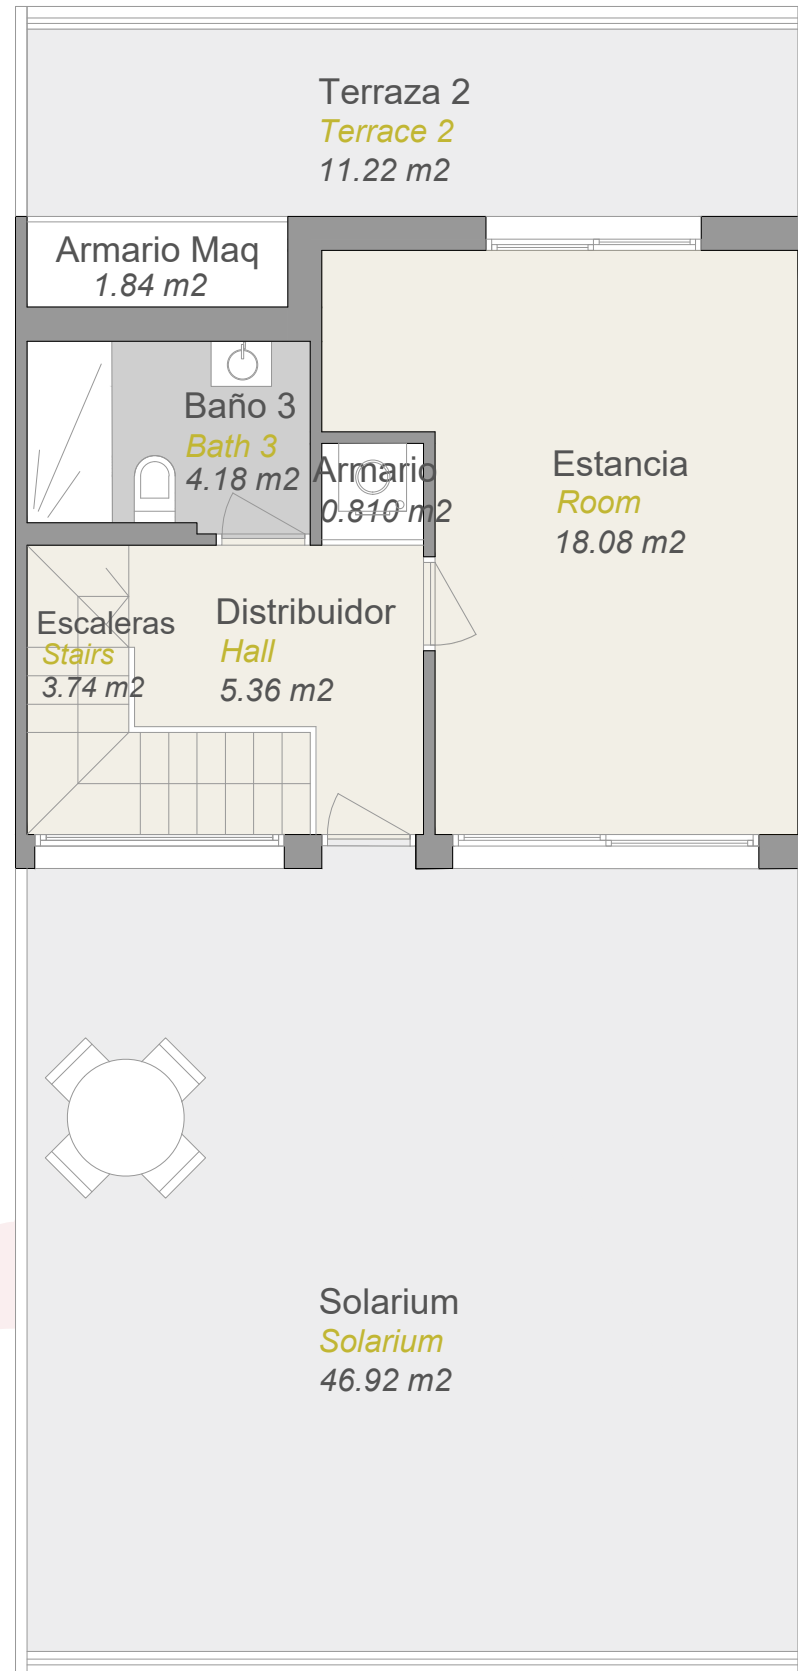 Terraza 2
Terrace 2
11.22 m2
Armario Maq
1.84 m2
Baño 3
Bath 3
4.18 m2
Armario
0.810 m2
Estancia
Room
18.08 m2
Escaleras
Stairs
3.74 m2
Distribuidor
Hall
5.36 m2
Solarium
Solarium
46.92 m2